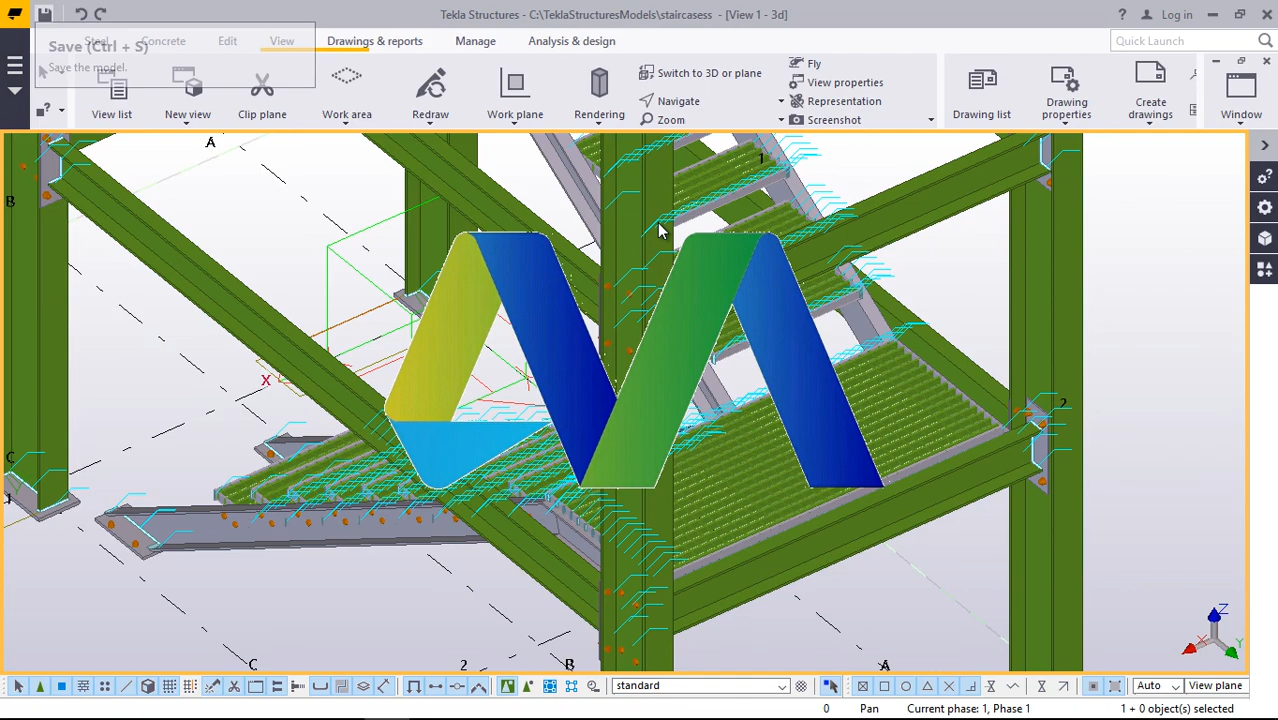 Tekla Structures - C:\TeklaStructuresModels\staircasess - [View 1 - 3d]
? Log in
Steel Concrete Edit View Drawings & reports Manage Analysis & design
Quick Launch
Save (Ctrl + S)
Save the model.
View list
New view
Clip plane
Work area
Redraw
Work plane
Rendering
Switch to 3D or plane
Navigate
Zoom
Fly
View properties
Representation
Screenshot
Drawing list
Drawing properties
Create drawings
Window
A
1
B
X
2
C
1
Z
X
Y
C 2 B A
standard
Auto
View plane
0 Pan Current phase: 1, Phase 1 1 + 0 object(s) selected